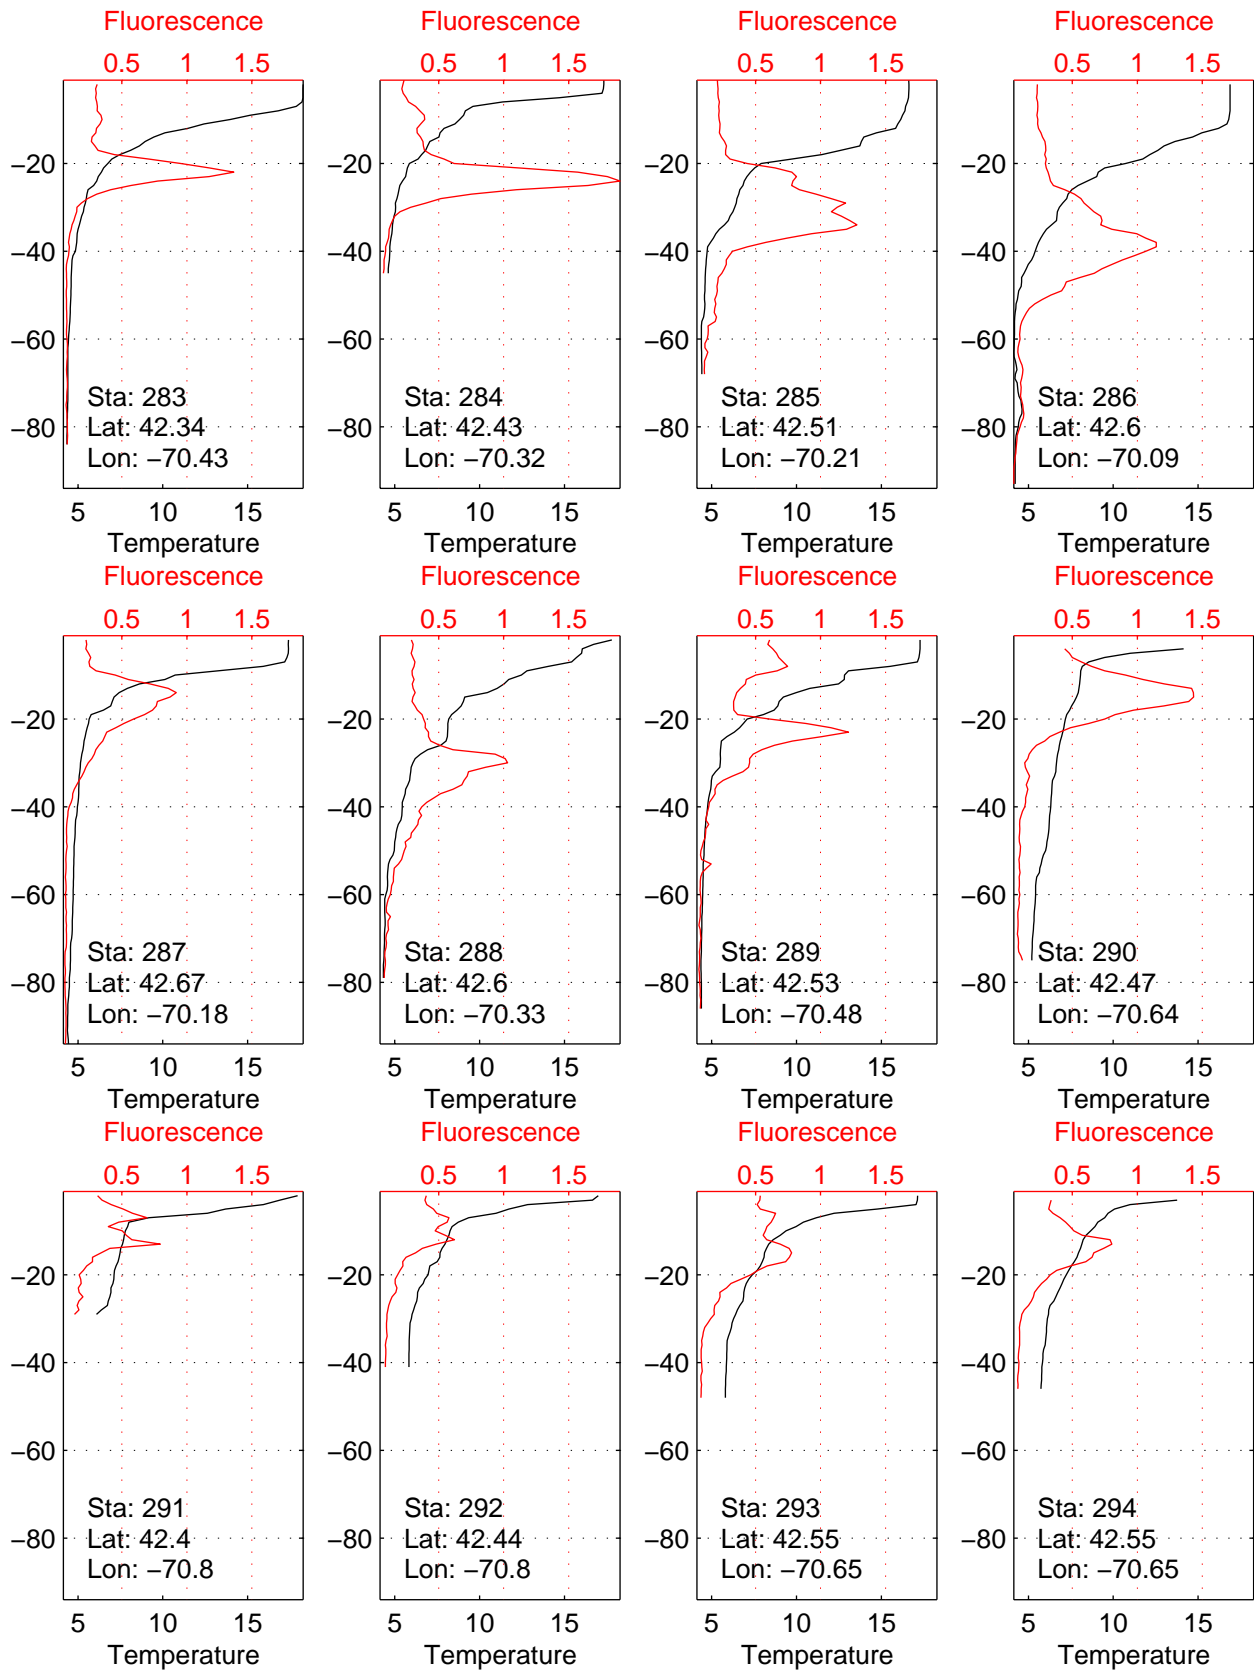 Fluorescence Fluorescence Fluorescence Fluorescence
0.5 1 1.5 0.5 1 1.5 0.5 1 1.5 0.5 1 1.5
−20 −20 −20 −20
−40 −40 −40 −40
−60 −60 −60 −60
Sta: 283 Sta: 284 Sta: 285 Sta: 286
−80 Lat: 42.34 −80 Lat: 42.43 −80 Lat: 42.51 −80 Lat: 42.6
Lon: −70.43 Lon: −70.32 Lon: −70.21 Lon: −70.09
5 10 15 5 10 15 5 10 15 5 10 15
Temperature Temperature Temperature Temperature
Fluorescence Fluorescence Fluorescence Fluorescence
0.5 1 1.5 0.5 1 1.5 0.5 1 1.5 0.5 1 1.5
−20 −20 −20 −20
−40 −40 −40 −40
−60 −60 −60 −60
Sta: 287 Sta: 288 Sta: 289 Sta: 290
−80 Lat: 42.67 −80 Lat: 42.6 −80 Lat: 42.53 −80 Lat: 42.47
Lon: −70.18 Lon: −70.33 Lon: −70.48 Lon: −70.64
5 10 15 5 10 15 5 10 15 5 10 15
Temperature Temperature Temperature Temperature
Fluorescence Fluorescence Fluorescence Fluorescence
0.5 1 1.5 0.5 1 1.5 0.5 1 1.5 0.5 1 1.5
−20 −20 −20 −20
−40 −40 −40 −40
−60 −60 −60 −60
Sta: 291 Sta: 292 Sta: 293 Sta: 294
−80 Lat: 42.4 −80 Lat: 42.44 −80 Lat: 42.55 −80 Lat: 42.55
Lon: −70.8 Lon: −70.8 Lon: −70.65 Lon: −70.65
5 10 15 5 10 15 5 10 15 5 10 15
Temperature Temperature Temperature Temperature